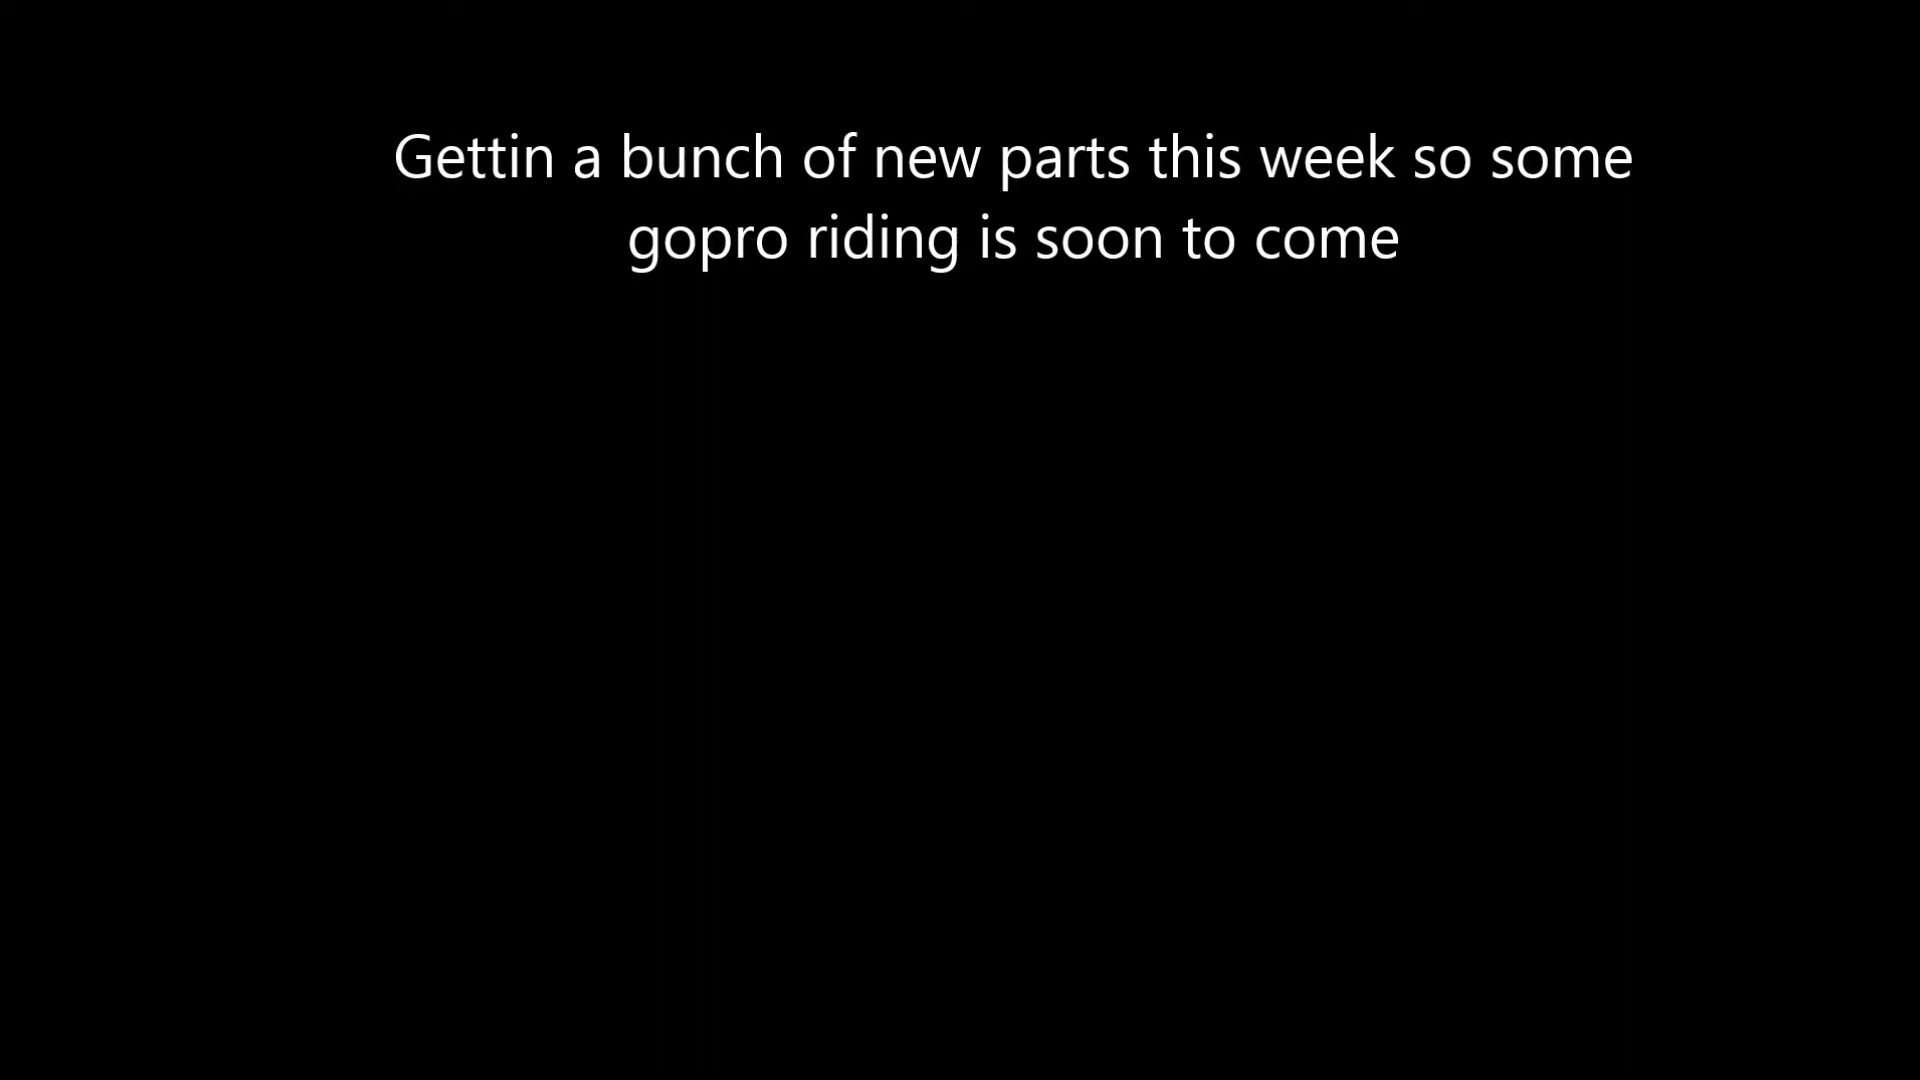 Gettin a bunch of new parts this week so some
gopro riding is soon to come